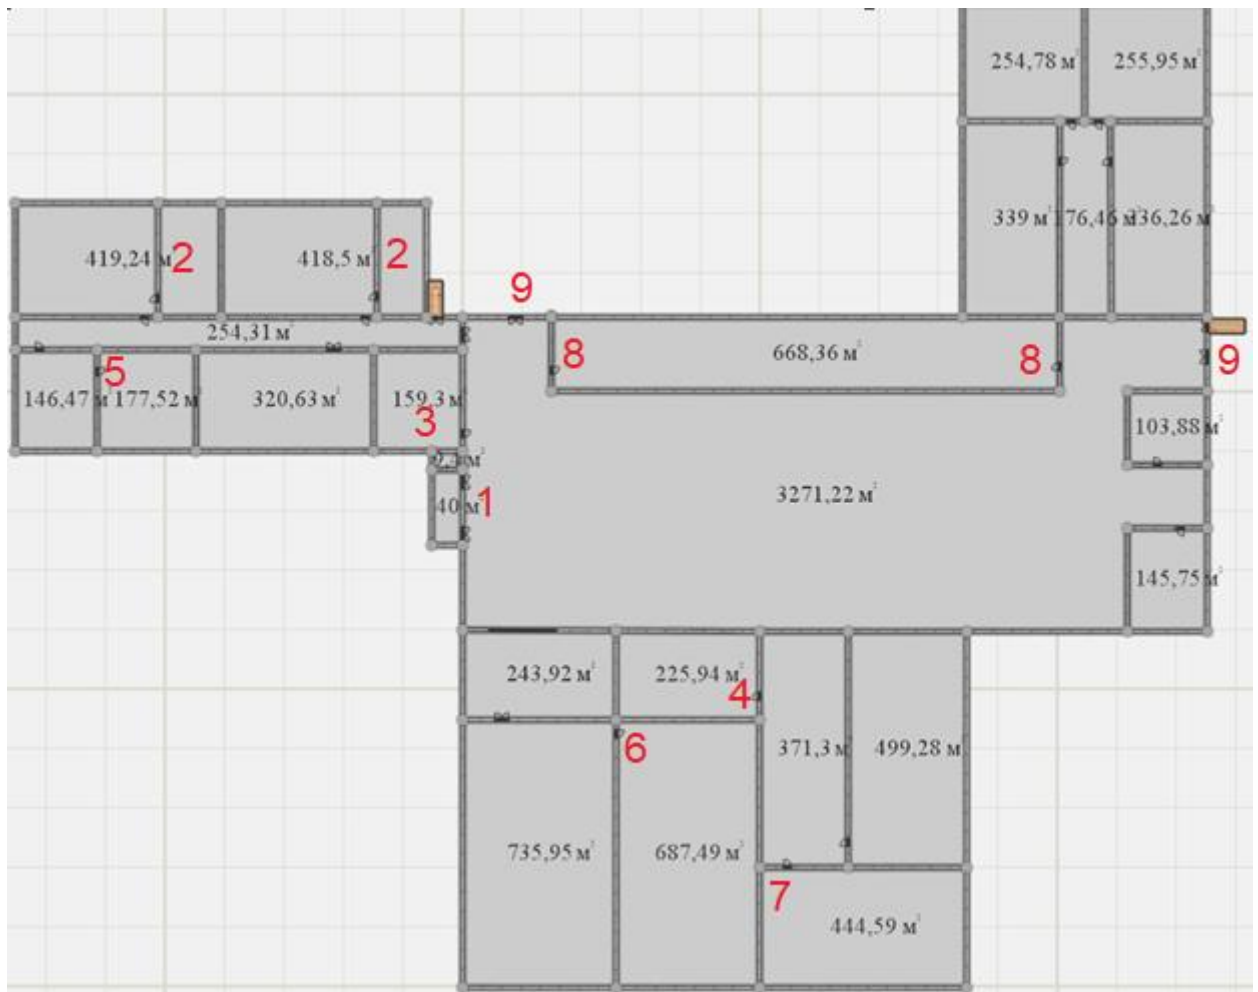 254,78 м² 255,95 м²
339 м² 176,46 м² 336,26 м²
419,24 м 2 418,5 м² 2
9
254,31 м²
8 668,36 м² 8 9
5
146,47 м² 177,52 м² 320,63 м² 159,3 м²
3
103,88 м²
40 м² 1 3271,22 м²
145,75 м²
243,92 м² 225,94 м²
4
6 371,3 м² 499,28 м
735,95 м² 687,49 м²
7
444,59 м²